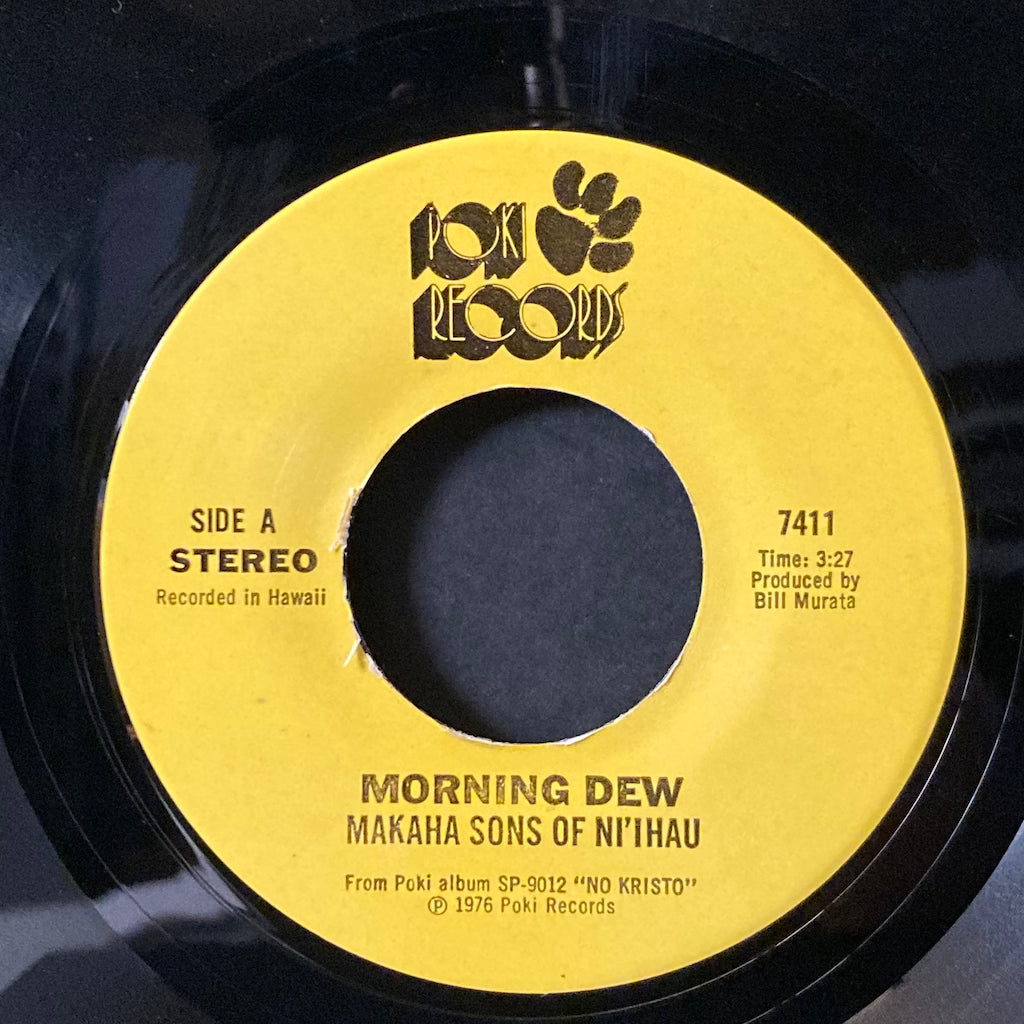 POKI
RECORDS
SIDE A
STEREO
Recorded in Hawaii
7411
Time: 3:27
Produced by
Bill Murata
MORNING DEW
MAKAHA SONS OF NI'IHAU
From Poki album SP-9012 "NO KRISTO"
℗ 1976 Poki Records